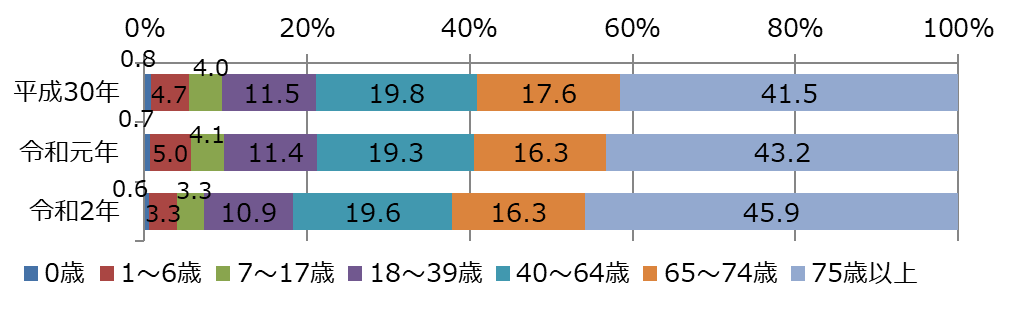 0% 20% 40% 60% 80% 100%
0.8 4.0
平成30年 4.7 11.5 19.8 17.6 41.5
0.7 4.1
令和元年 5.0 11.4 19.3 16.3 43.2
0.6 3.3
令和2年 3.3 10.9 19.6 16.3 45.9
0歳 1～6歳 7～17歳 18～39歳 40～64歳 65～74歳 75歳以上